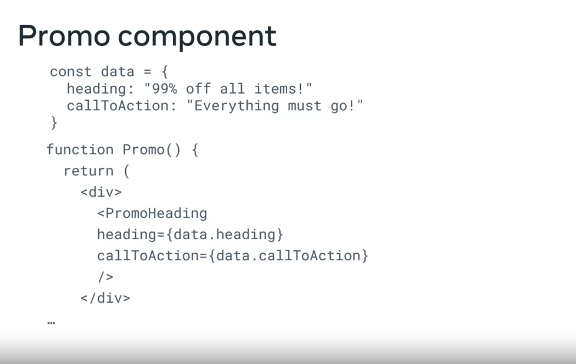 Promo component
const data = {
heading: "99% off all items!"
callToAction: "Everything must go!"
}
function Promo() {
return (
<div>
<PromoHeading
heading={data.heading}
callToAction={data.callToAction}
/>
</div>
…